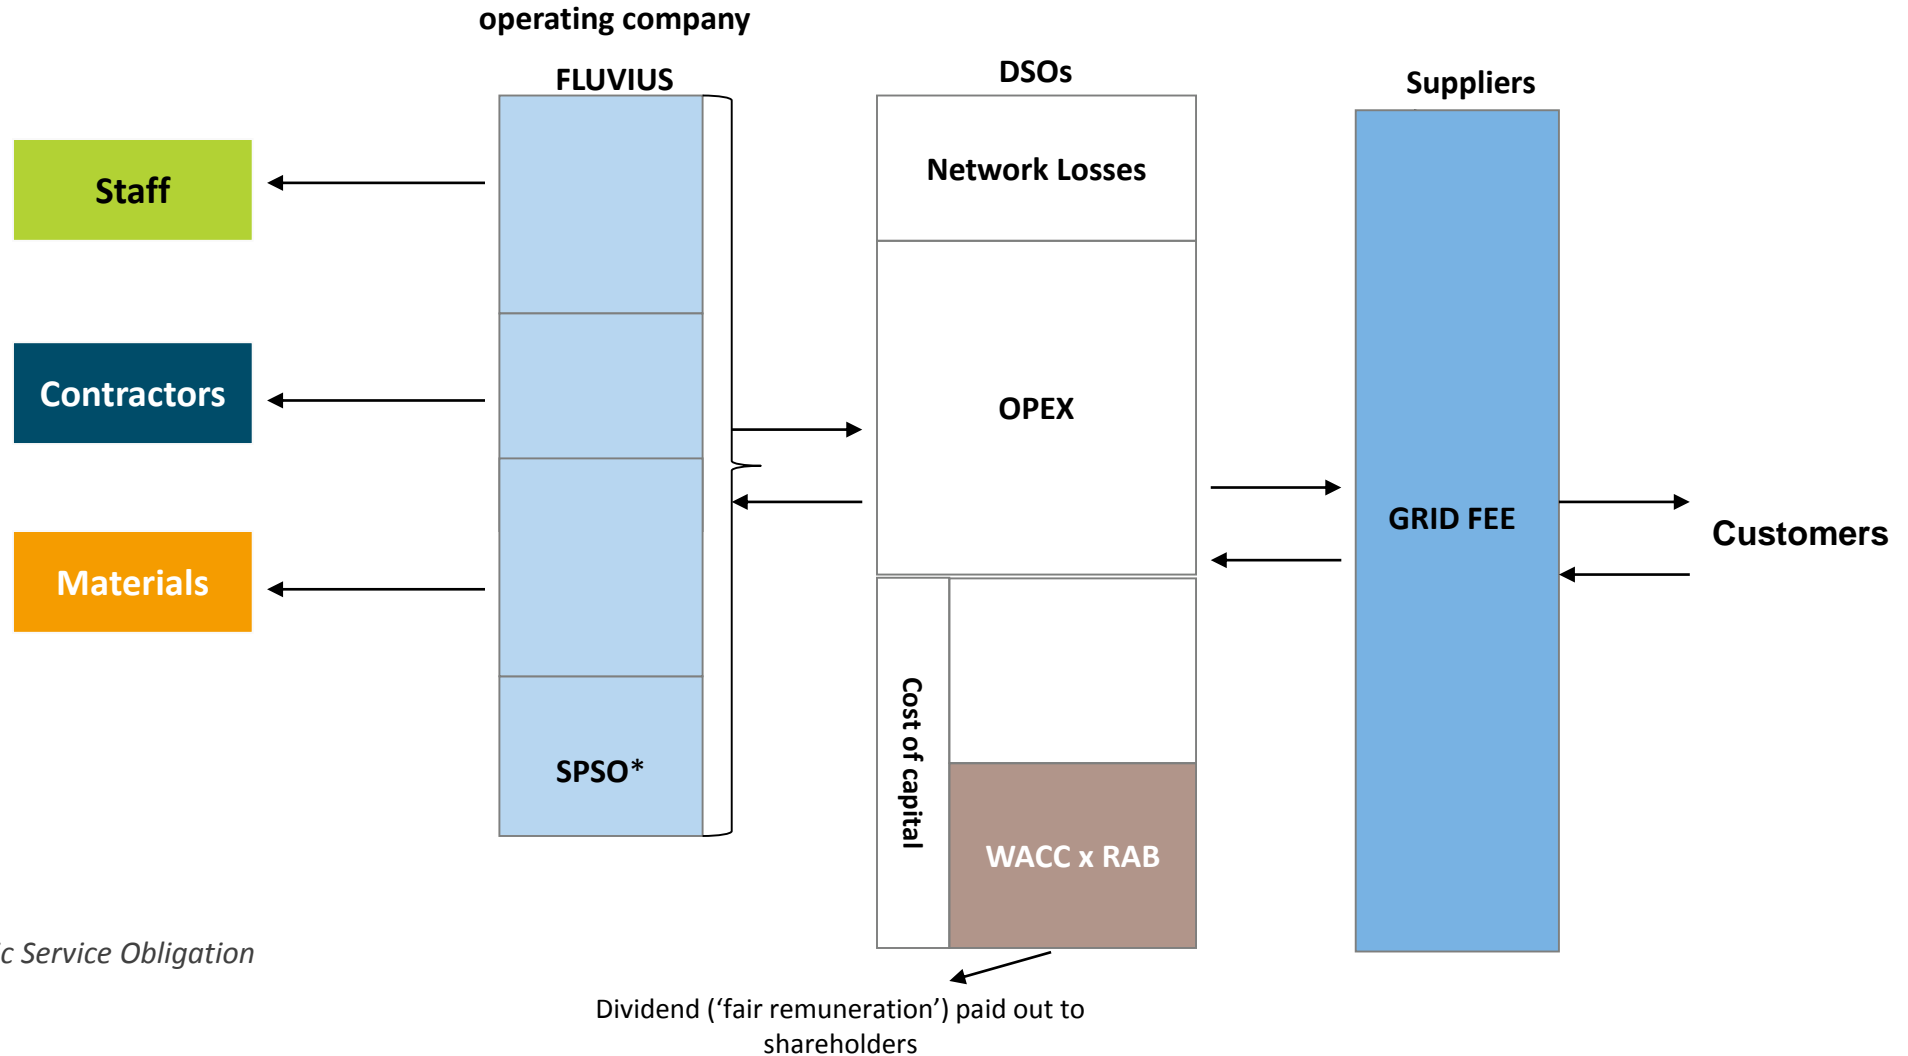 operating company
FLUVIUS
DSOs
Suppliers
Staff
Network Losses
Contractors
OPEX
GRID FEE
Customers
Materials
Cost of capital
SPSO*
WACC x RAB
c Service Obligation
Dividend (‘fair remuneration’) paid out to
shareholders